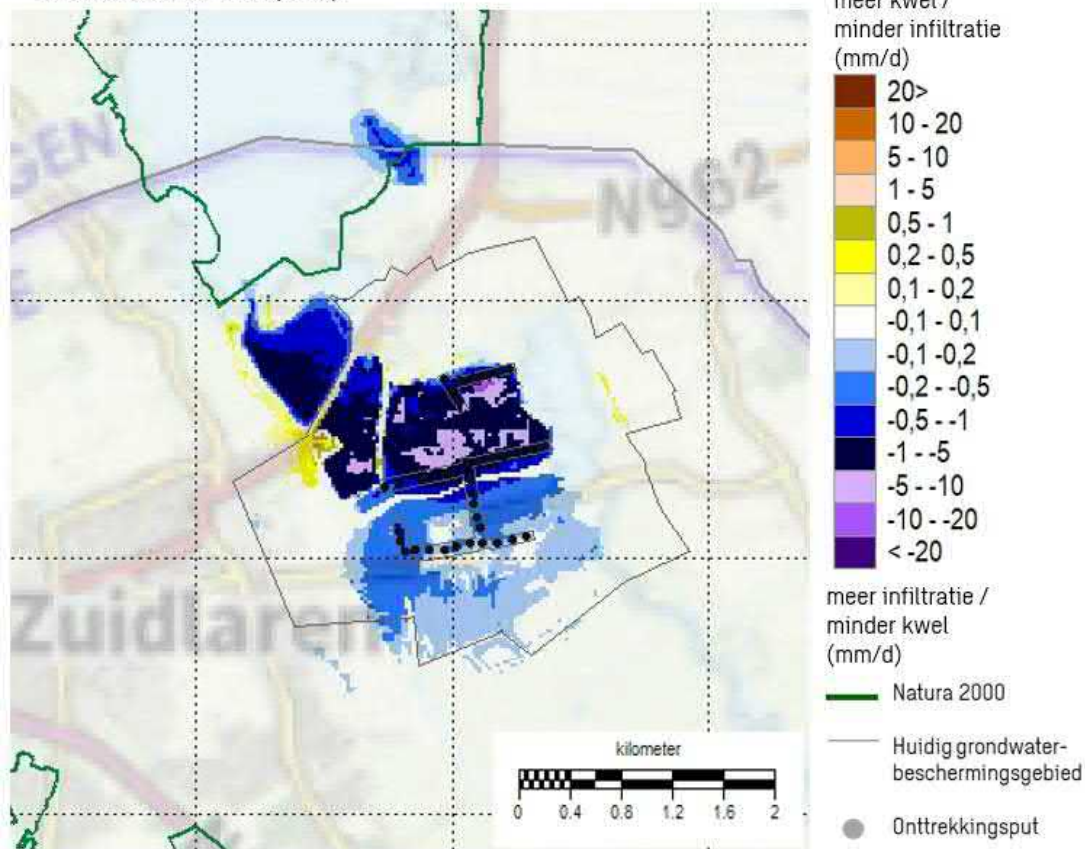 meer kwel /
minder infiltratie
(mm/d)
20>
10 - 20
5 - 10
1 - 5
0,5 - 1
0,2 - 0,5
0,1 - 0,2
-0,1 - 0,1
-0,1 -0,2
-0,2 - -0,5
-0,5 - -1
-1 - -5
-5 - -10
-10 - -20
< -20
meer infiltratie /
minder kwel
(mm/d)
Natura 2000
Huidig grondwater-
beschermingsgebied
Onttrekkingsput
GEN
N962
E
Zuidlaren
kilometer
0 0.4 0.8 1.2 1.6 2